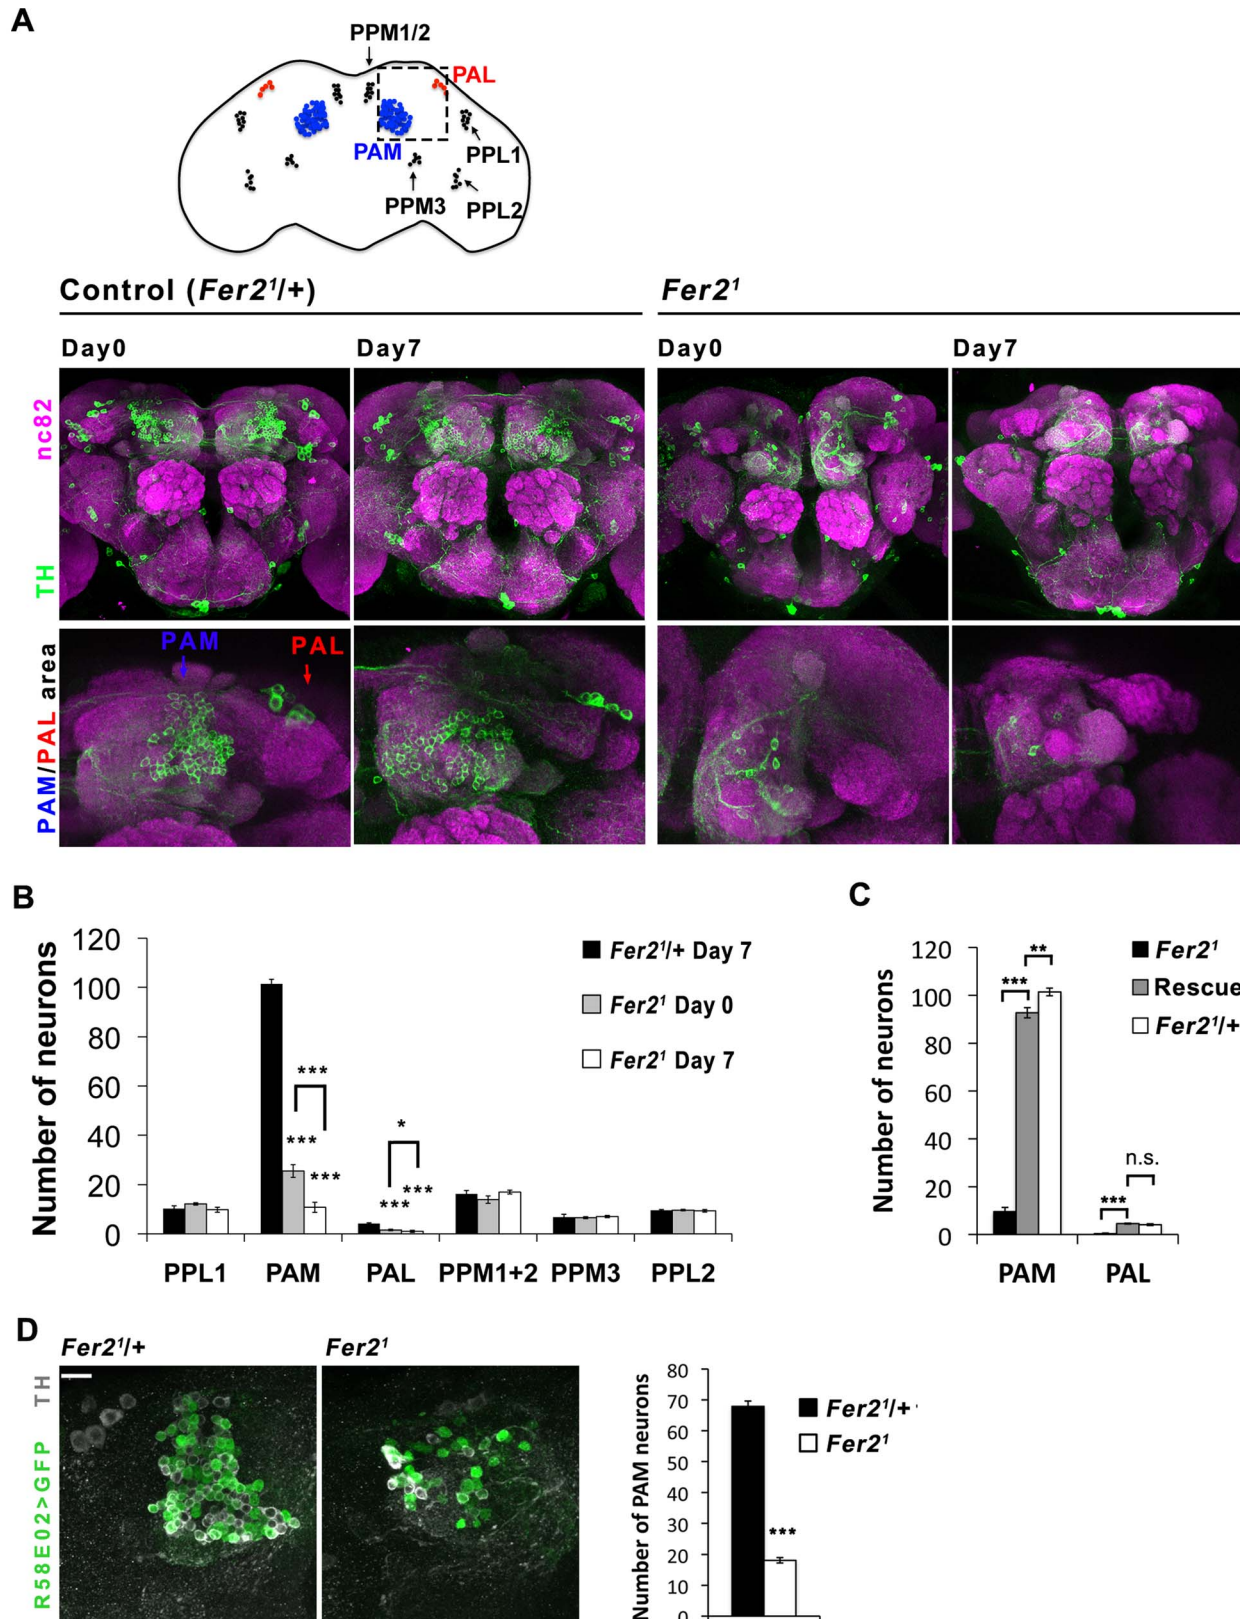 A
PPM1/2
PAL
PAM
PPL1
PPM3
PPL2
Control (Fer2¹/+)
Fer2¹
Day0
Day7
Day0
Day7
nc82
TH
PAM
PAL
PAM/PAL area
B
Number of neurons
120
100
80
60
40
20
0
***
***
***
*
***
***
Fer2¹/+ Day 7
Fer2¹ Day 0
Fer2¹ Day 7
PPL1
PAM
PAL
PPM1+2
PPM3
PPL2
C
Number of neurons
120
100
80
60
40
20
0
***
**
***
n.s.
Fer2¹
Rescue
Fer2¹/+
PAM
PAL
D
Fer2¹/+
Fer2¹
R58E02>GFP TH
Number of PAM neurons
80
70
60
50
40
30
20
10
0
***
Fer2¹/+
Fer2¹